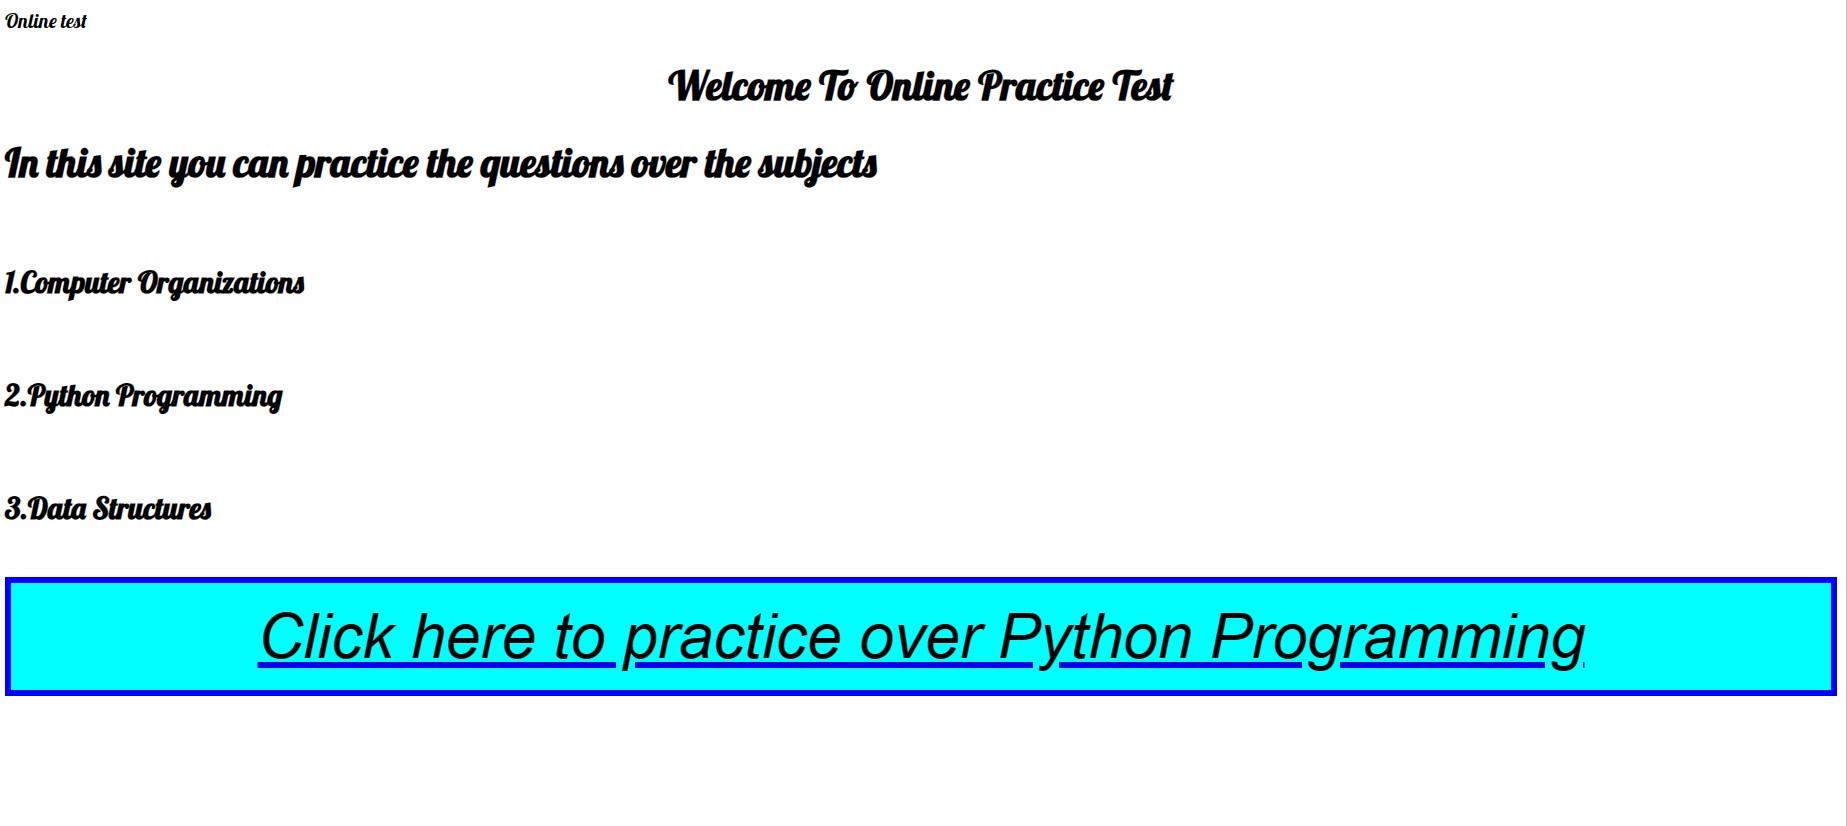 Online test
Welcome To Online Practice Test
In this site you can practice the questions over the subjects
1.Computer Organizations
2.Python Programming
3.Data Structures
Click here to practice over Python Programming